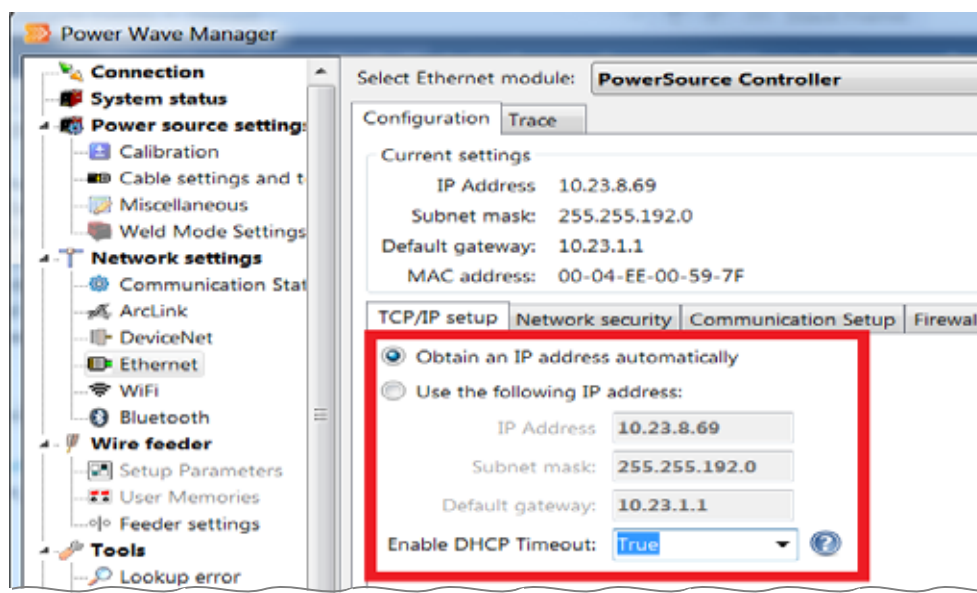 Power Wave Manager
Connection
System status
Power source setting
Calibration
Cable settings and t
Miscellaneous
Weld Mode Settings
Network settings
Communication Stat
ArcLink
DeviceNet
Ethernet
WiFi
Bluetooth
Wire feeder
Setup Parameters
User Memories
Feeder settings
Tools
Lookup error
Select Ethernet module: PowerSource Controller
Configuration Trace
Current settings
IP Address 10.23.8.69
Subnet mask: 255.255.192.0
Default gateway: 10.23.1.1
MAC address: 00-04-EE-00-59-7F
TCP/IP setup Network security Communication Setup Firewal
Obtain an IP address automatically
Use the following IP address:
IP Address 10.23.8.69
Subnet mask: 255.255.192.0
Default gateway: 10.23.1.1
Enable DHCP Timeout: True
?